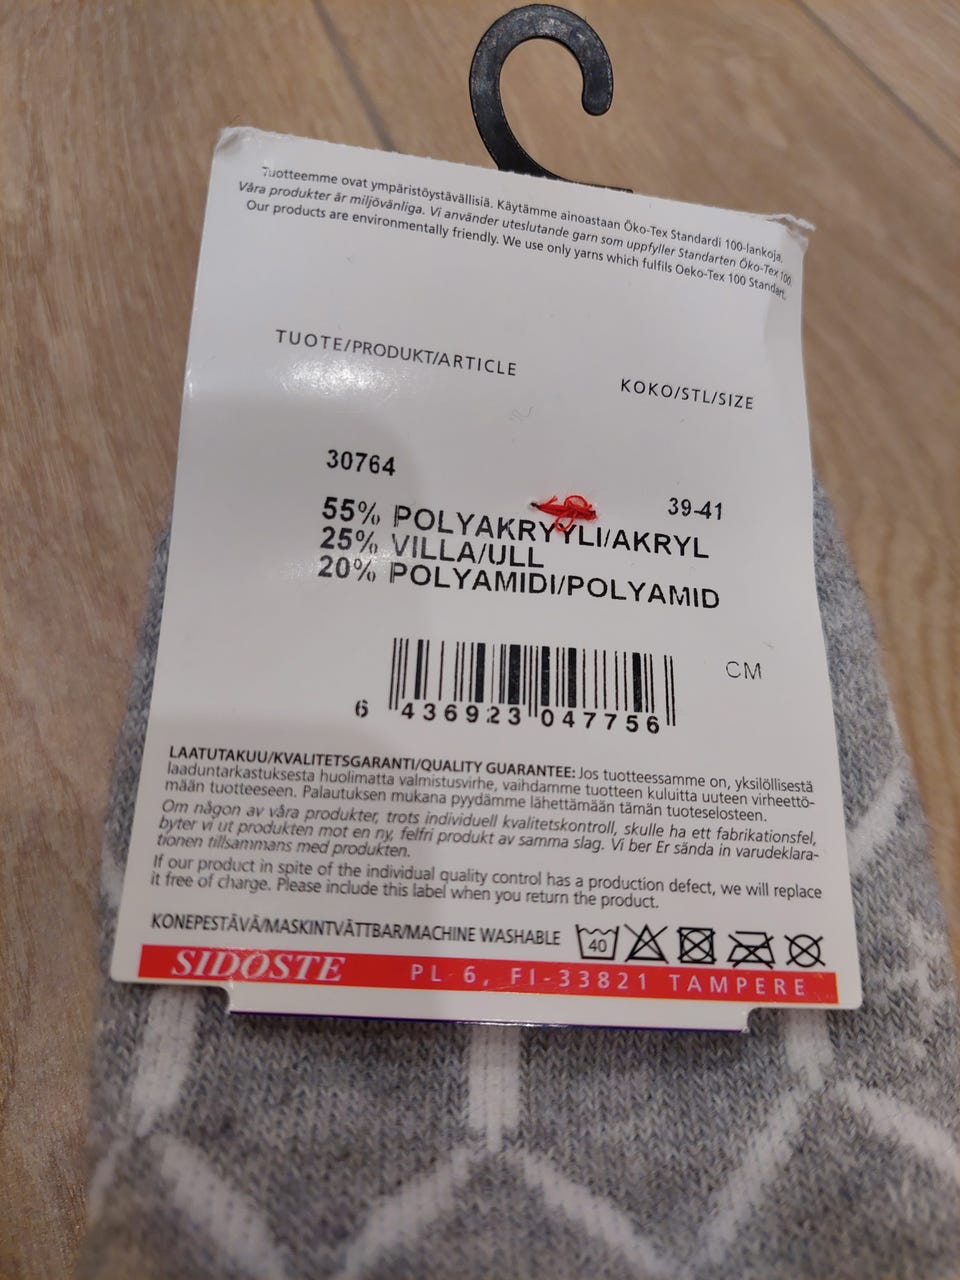 Tuotteemme ovat ympäristöystävällisiä. Käytämme ainoastaan Öko-Tex Standardi 100-lankoja.
Våra produkter är miljövänliga. Vi använder uteslutande garn som uppfyller Standarten Öko-Tex 100.
Our products are environmentally friendly. We use only yarns which fulfils Oeko-Tex 100 Standart.
TUOTE/PRODUKT/ARTICLE
KOKO/STL/SIZE
30764
39-41
55% POLYAKRYYLI/AKRYL
25% VILLA/ULL
20% POLYAMIDI/POLYAMID
CM
6 436923 047756
LAATUTAKUU/KVALITETSGARANTI/QUALITY GUARANTEE: Jos tuotteessamme on, yksilöllisestä
laaduntarkastuksesta huolimatta valmistusvirhe, vaihdamme tuotteen kuluitta uuteen virheettö-
mään tuotteeseen. Palautuksen mukana pyydämme lähettämään tämän tuoteselosteen.
Om någon av våra produkter, trots individuell kvalitetskontroll, skulle ha ett fabrikationsfel,
byter vi ut produkten mot en ny, felfri produkt av samma slag. Vi ber Er sända in varudeklara-
tionen tillsammans med produkten.
If our product in spite of the individual quality control has a production defect, we will replace
it free of charge. Please include this label when you return the product.
KONEPESTÄVÄ/MASKINTVÄTTBAR/MACHINE WASHABLE 40
SIDOSTE PL 6, FI-33821 TAMPERE